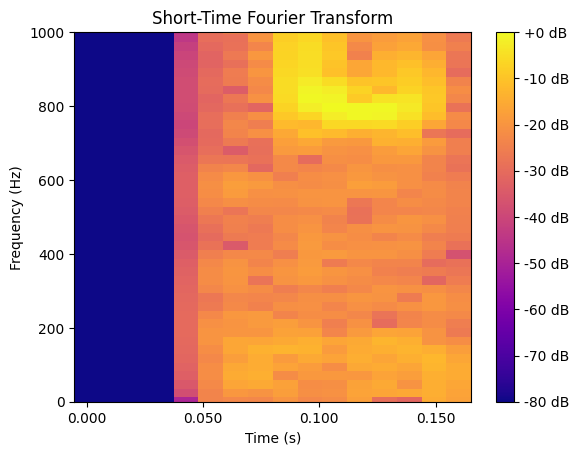 Short-Time Fourier Transform
1000
800
600
400
200
0
Frequency (Hz)
0.000
0.050
0.100
0.150
Time (s)
+0 dB
-10 dB
-20 dB
-30 dB
-40 dB
-50 dB
-60 dB
-70 dB
-80 dB